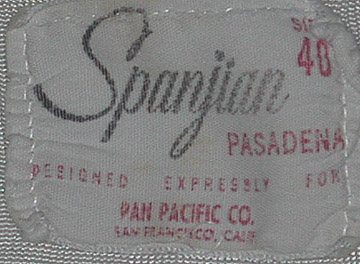 SIZE
Spanjian 40
PASADENA
DESIGNED EXPRESSLY FOR
PAN PACIFIC CO.
SAN FRANCISCO, CALIF.